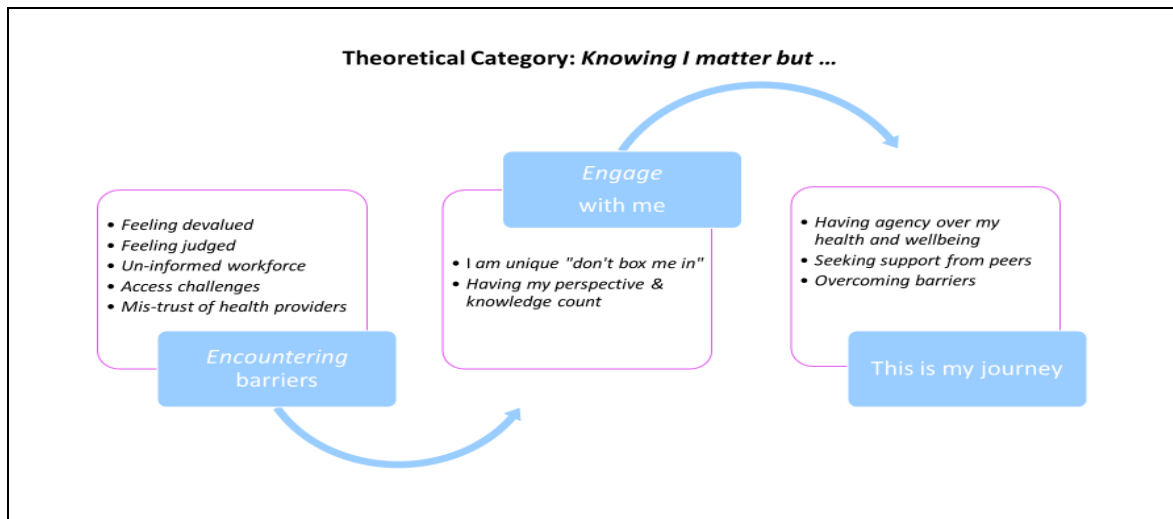 Theoretical Category: Knowing I matter but ...
• Feeling devalued
• Feeling judged
• Un-informed workforce
• Access challenges
• Mis-trust of health providers
Encountering
barriers
Engage
with me
• I am unique "don't box me in"
• Having my perspective &
knowledge count
• Having agency over my
health and wellbeing
• Seeking support from peers
• Overcoming barriers
This is my journey